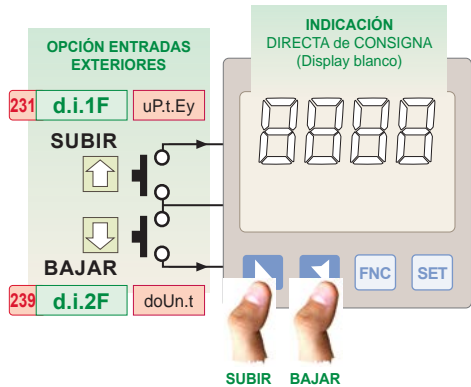 OPCIÓN ENTRADAS
EXTERIORES
INDICACIÓN
DIRECTA de CONSIGNA
(Display blanco)
231 d.i.1F uP.t.Ey
SUBIR
8888
BAJAR
239 d.i.2F doUn.t
FNC SET
SUBIR BAJAR